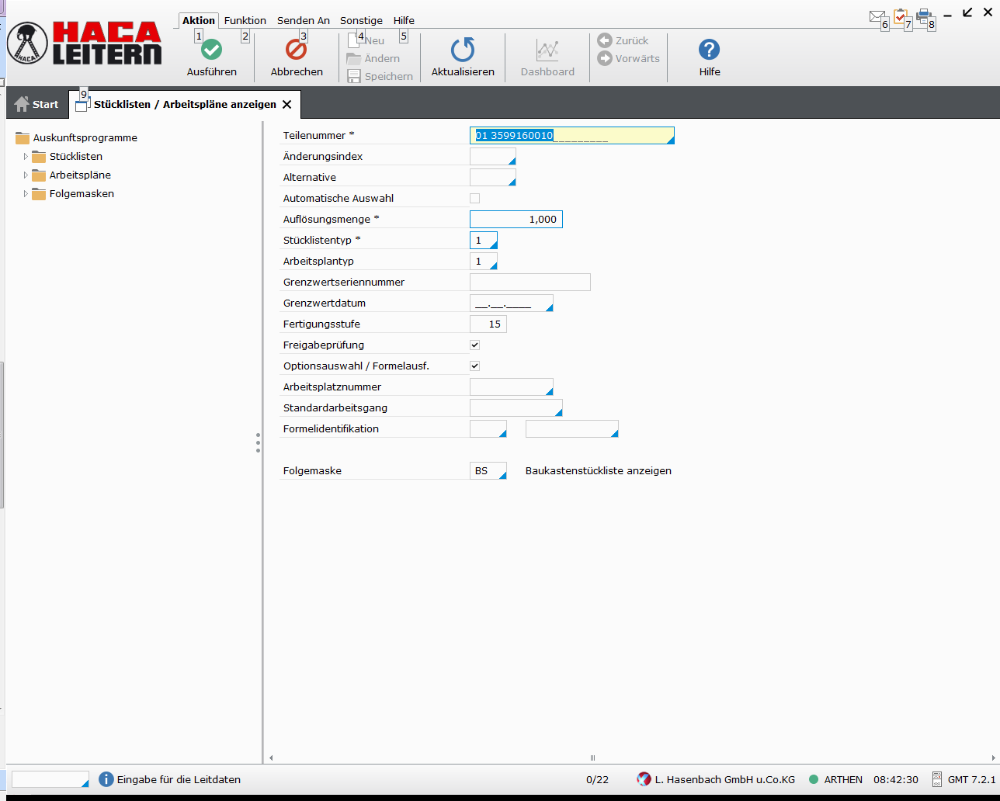 HACA
LEITERN
HACA
Aktion Funktion Senden An Sonstige Hilfe
1 2 3 4 5 6 7 8
Ausführen
Abbrechen
Neu
Ändern
Speichern
Aktualisieren
Dashboard
Zurück
Vorwärts
Hilfe
Start
9
Stücklisten / Arbeitspläne anzeigen
Auskunftsprogramme
Stücklisten
Arbeitspläne
Folgemasken
Teilenummer * 01 3599160010_________
Änderungsindex
Alternative
Automatische Auswahl
Auflösungsmenge * 1,000
Stücklistentyp * 1
Arbeitsplantyp 1
Grenzwertseriennummer
Grenzwertdatum __.__.____
Fertigungsstufe 15
Freigabeprüfung
Optionsauswahl / Formelausf.
Arbeitsplatznummer
Standardarbeitsgang
Formelidentifikation
Folgemaske BS Baukastenstückliste anzeigen
Eingabe für die Leitdaten 0/22 L. Hasenbach GmbH u.Co.KG ARTHEN 08:42:30 GMT 7.2.1